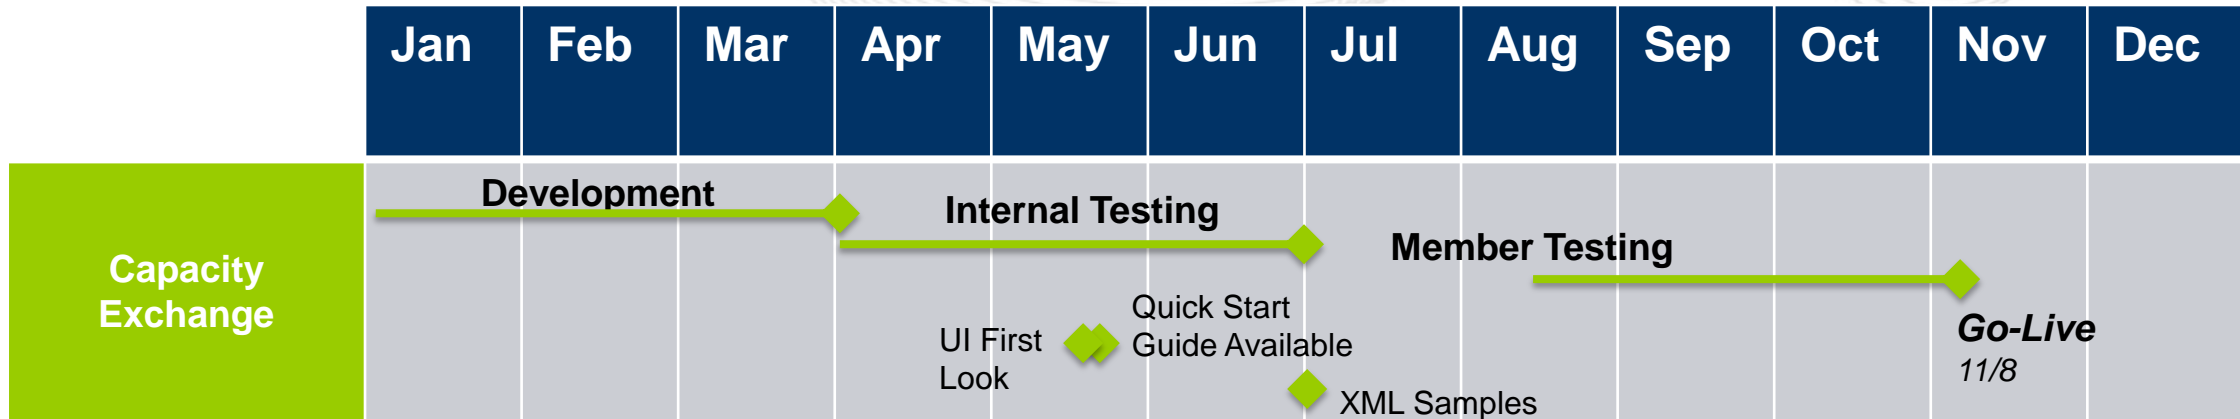 Jan Feb Mar Apr May Jun Jul Aug Sep Oct Nov Dec
Capacity
Exchange
Development
Internal Testing
Member Testing
UI First
Look
Quick Start
Guide Available
XML Samples
Go-Live
11/8